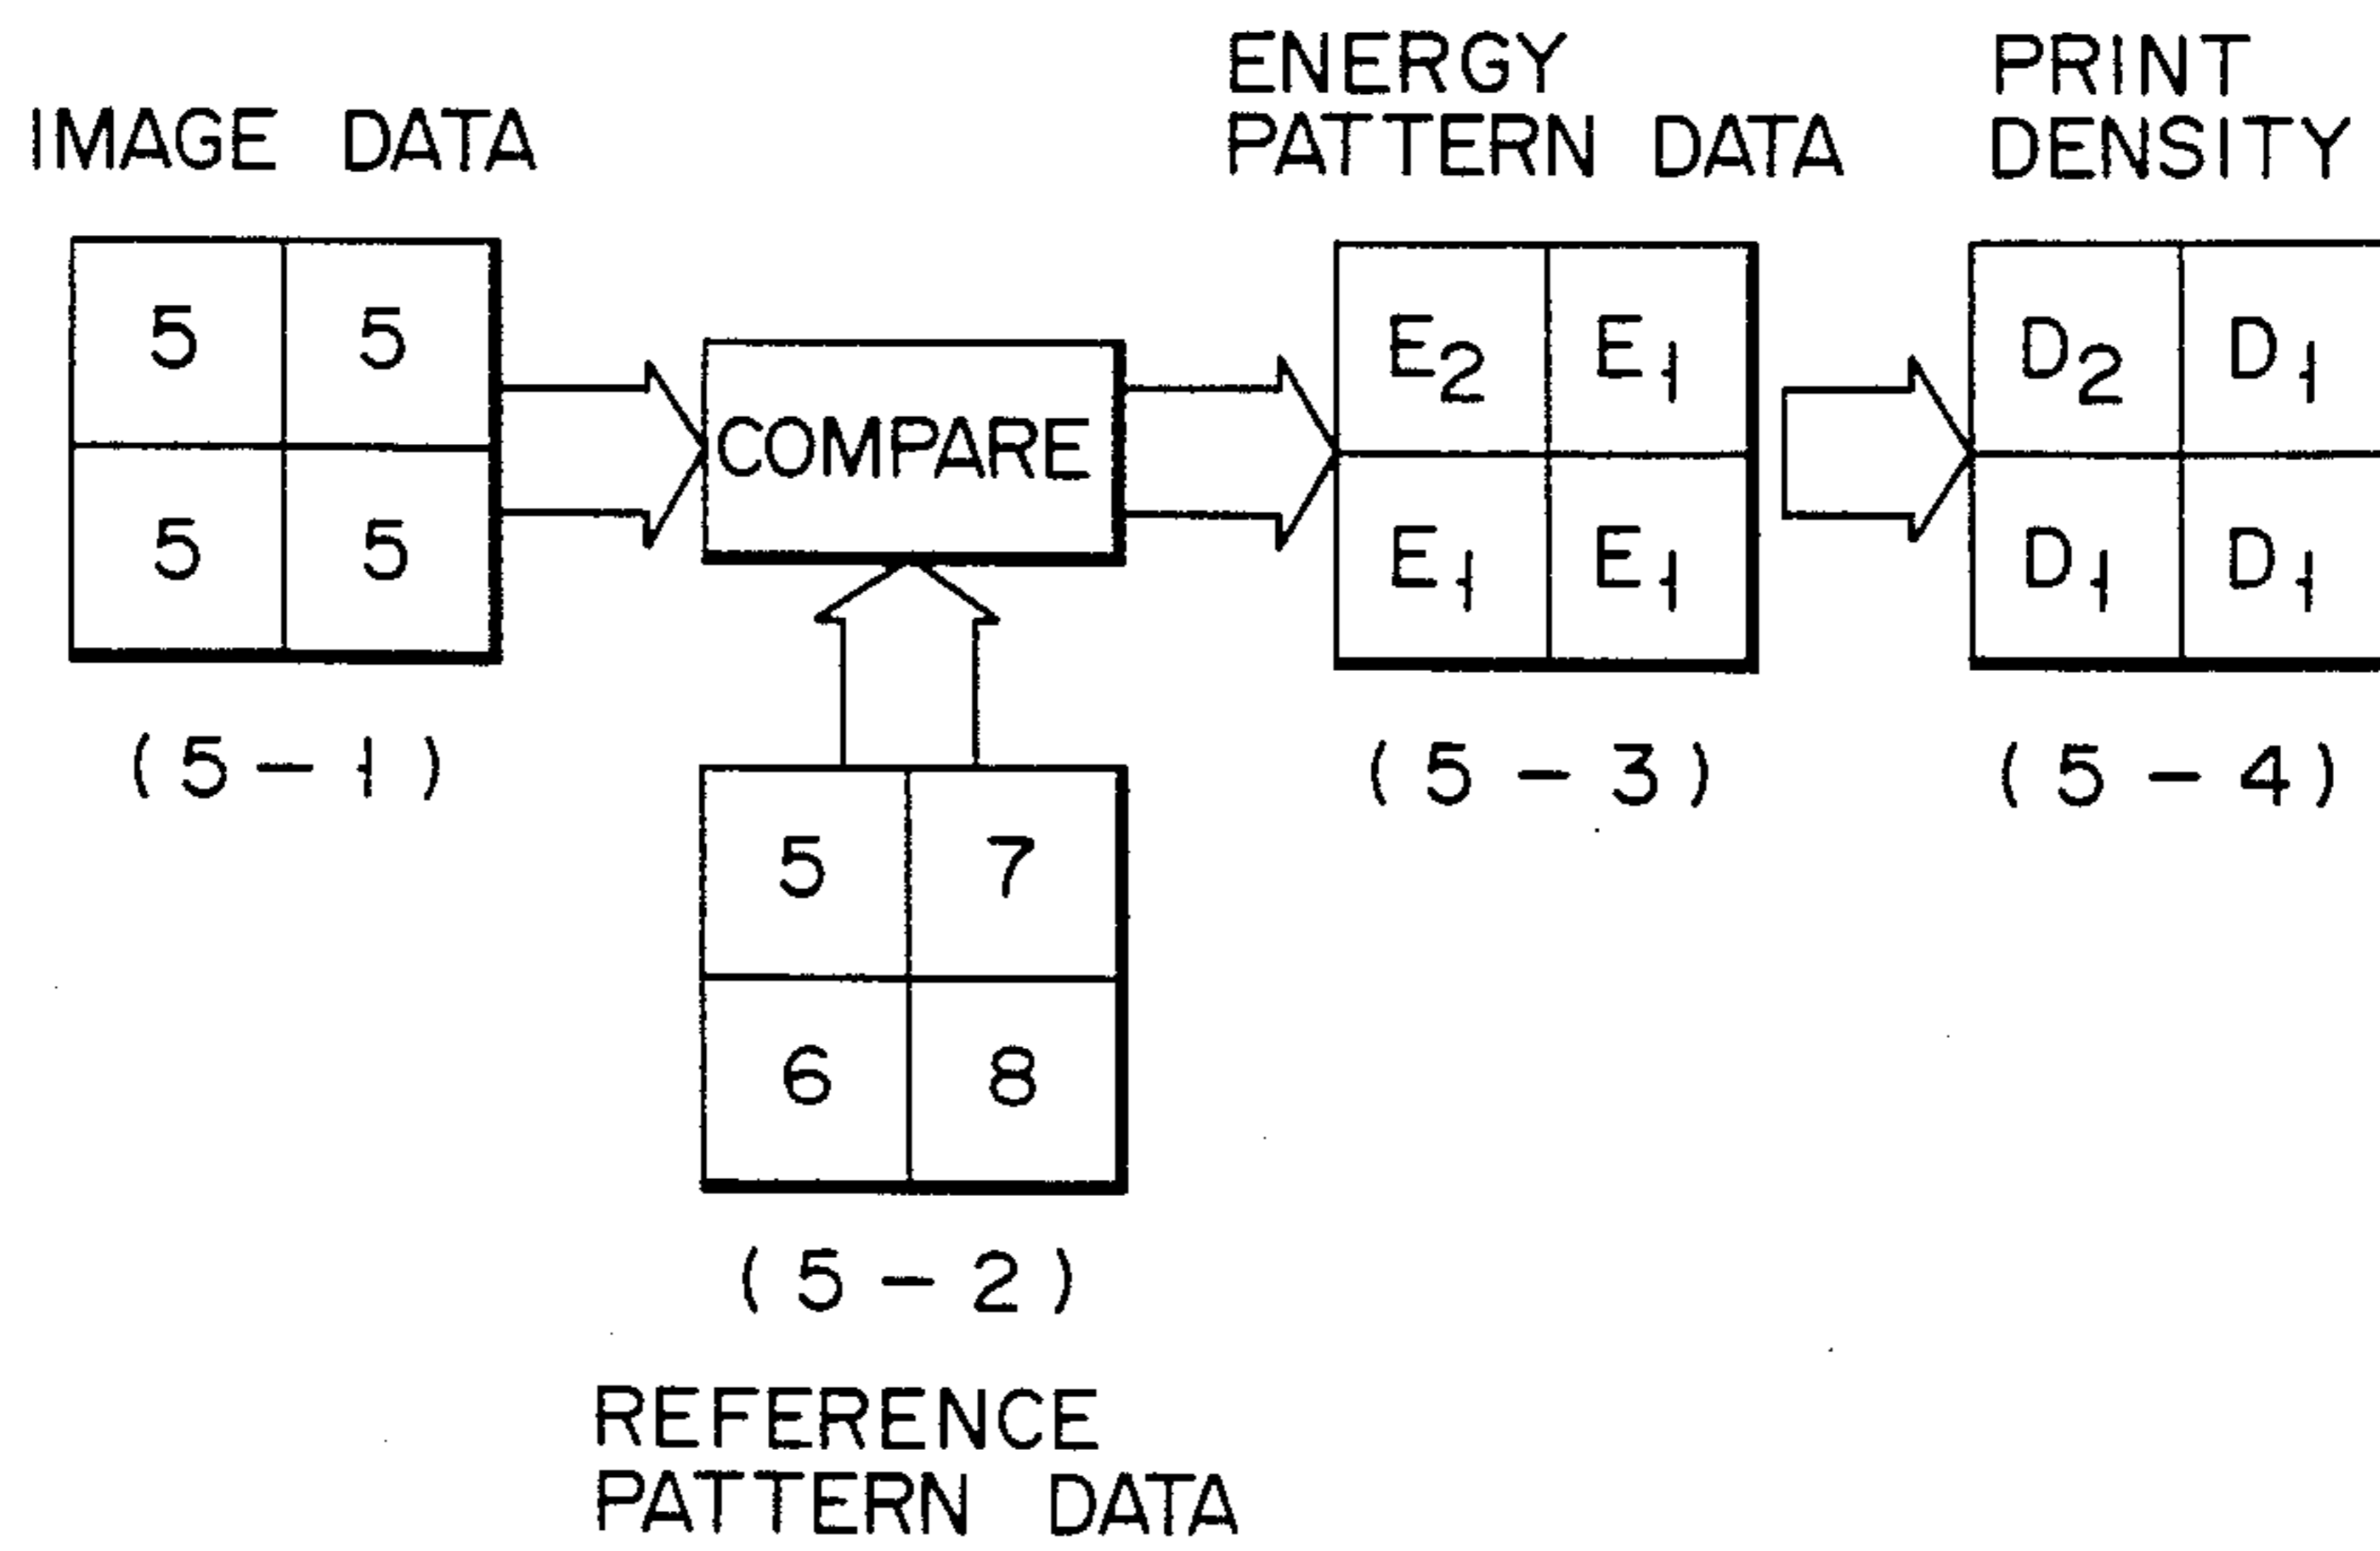 IMAGE DATA
ENERGY
PATTERN DATA
PRINT
DENSITY
5 5
5 5
COMPARE
E2 E1
E1 E1
D2 D1
D1 D1
(5-1)
(5-3)
(5-4)
5 7
6 8
(5-2)
REFERENCE
PATTERN DATA